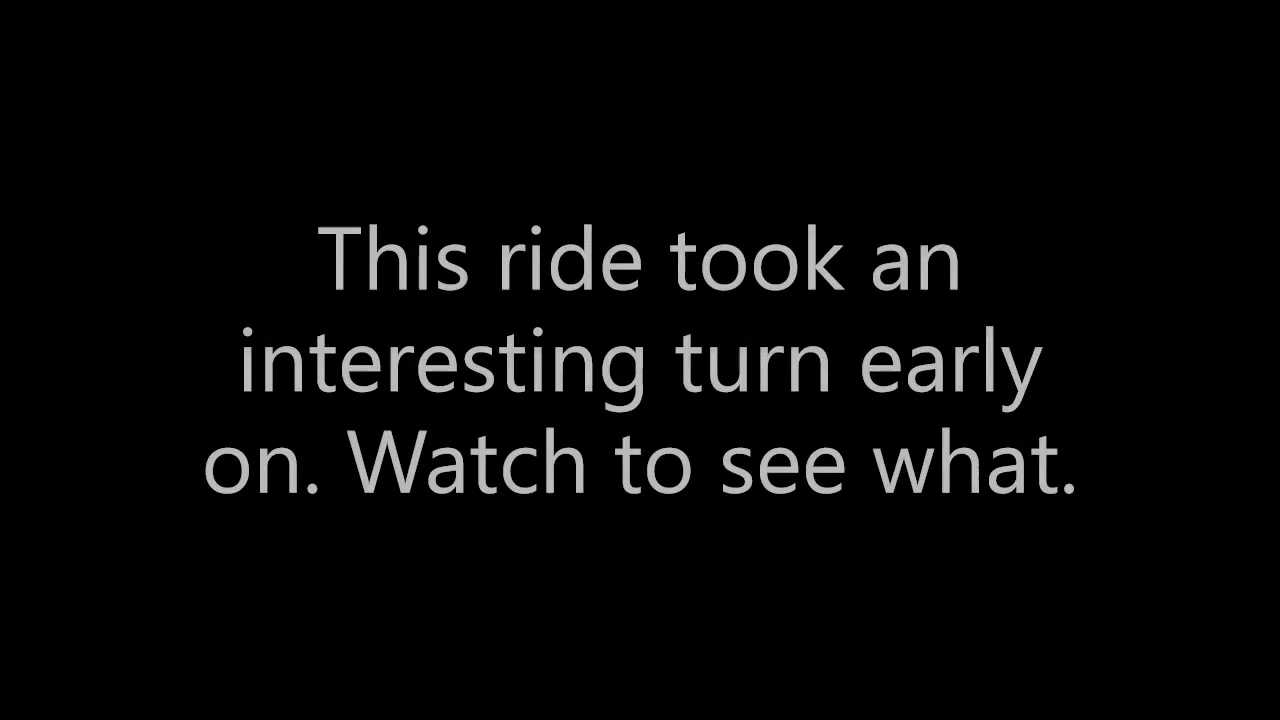 This ride took an
interesting turn early
on. Watch to see what.